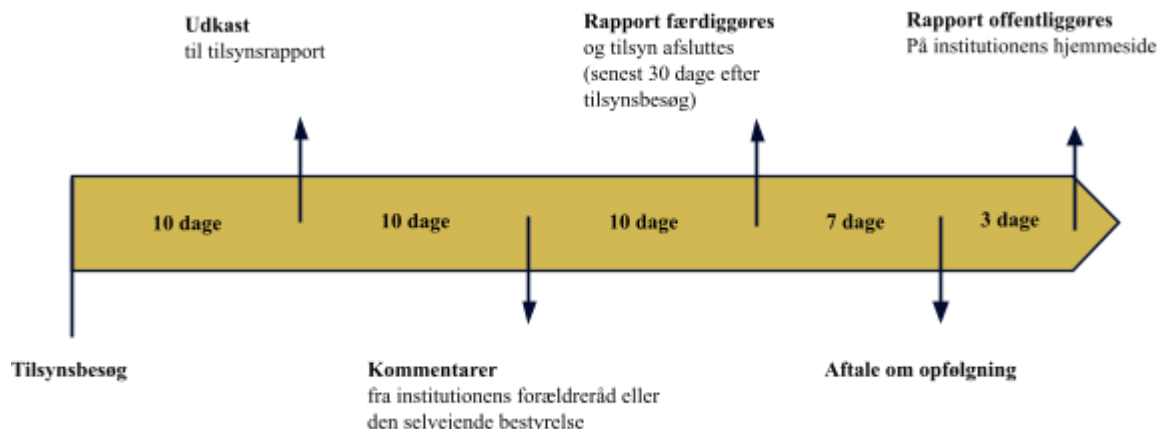 Udkast
til tilsynsrapport
Rapport færdiggøres
og tilsyn afsluttes
(senest 30 dage efter
tilsynsbesøg)
Rapport offentliggøres
På institutionens hjemmeside
10 dage
10 dage
10 dage
7 dage
3 dage
Tilsynsbesøg
Kommentarer
fra institutionens forældreråd eller
den selvejende bestyrelse
Aftale om opfølgning